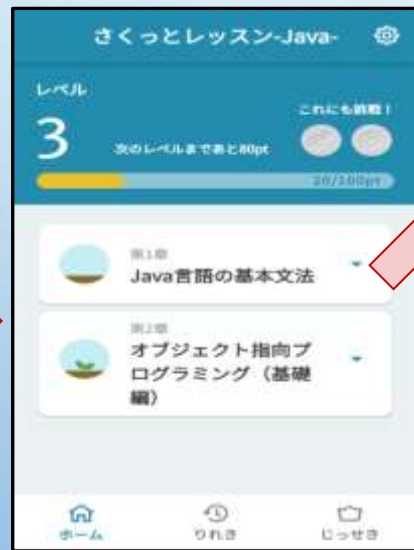 さくっとレッスン-Java-
レベル
これにも挑戦！
3
次のレベルまであと80pt
20/100pt
第1章
Java言語の基本文法
第2章
オブジェクト指向プ
ログラミング（基礎
編）
ホーム
りれき
じっせき